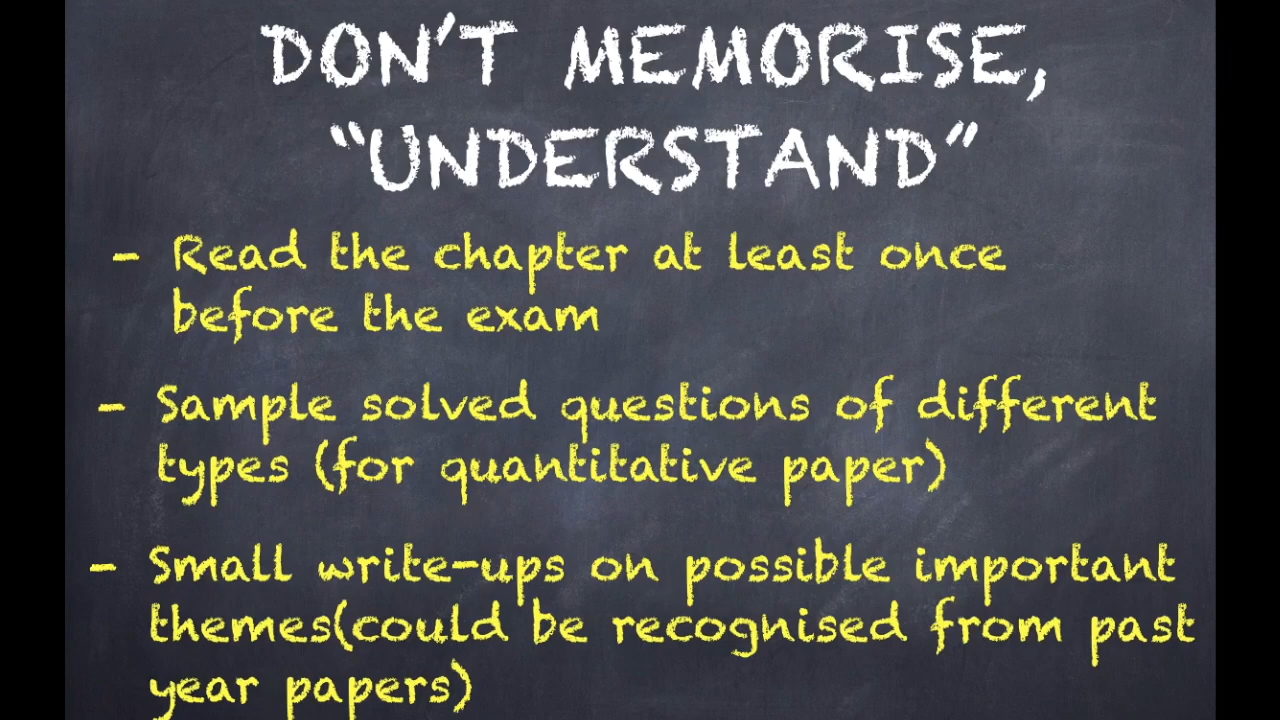 DON'T MEMORISE,
“UNDERSTAND”
- Read the chapter at least once
before the exam
- Sample solved questions of different
types (for quantitative paper)
- Small write-ups on possible important
themes(could be recognised from past
year papers)